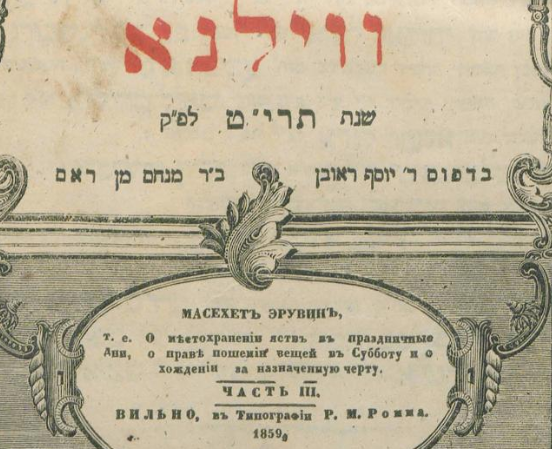 ווילנא
שנת תרי״ט לפ״ק
בדפוס ר׳ יוסף ראובן ב״ר מנחם מן ראם
МАСЕХЕТЪ ЭРУВИНЪ,
т. е. О мѣстохраненіи яствъ въ праздничные
дни, о правѣ ношенія вещей въ Субботу и о
хожденіи за назначенную черту.
ЧАСТЬ III.
ВИЛЬНО, въ Типографіи Р. М. Ромма.
1859.